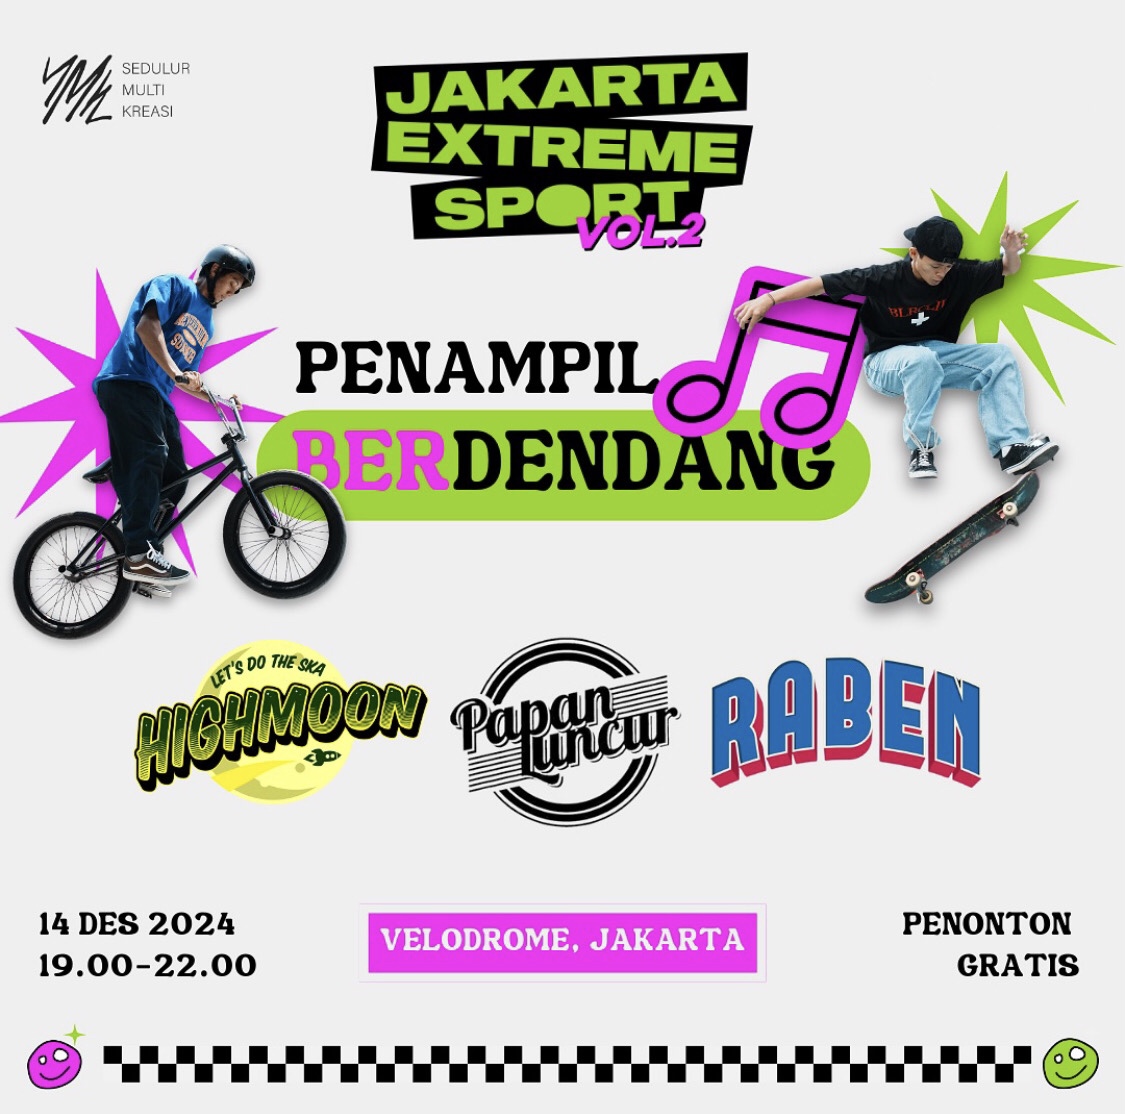 SEDULUR
MULTI
KREASI
JAKARTA
EXTREME
SPORT
VOL.2
PENAMPIL
BERDENDANG
LET'S DO THE SKA
HIGHMOON
Papan
Luncur
RABEN
14 DES 2024
19.00-22.00
VELODROME, JAKARTA
PENONTON
GRATIS